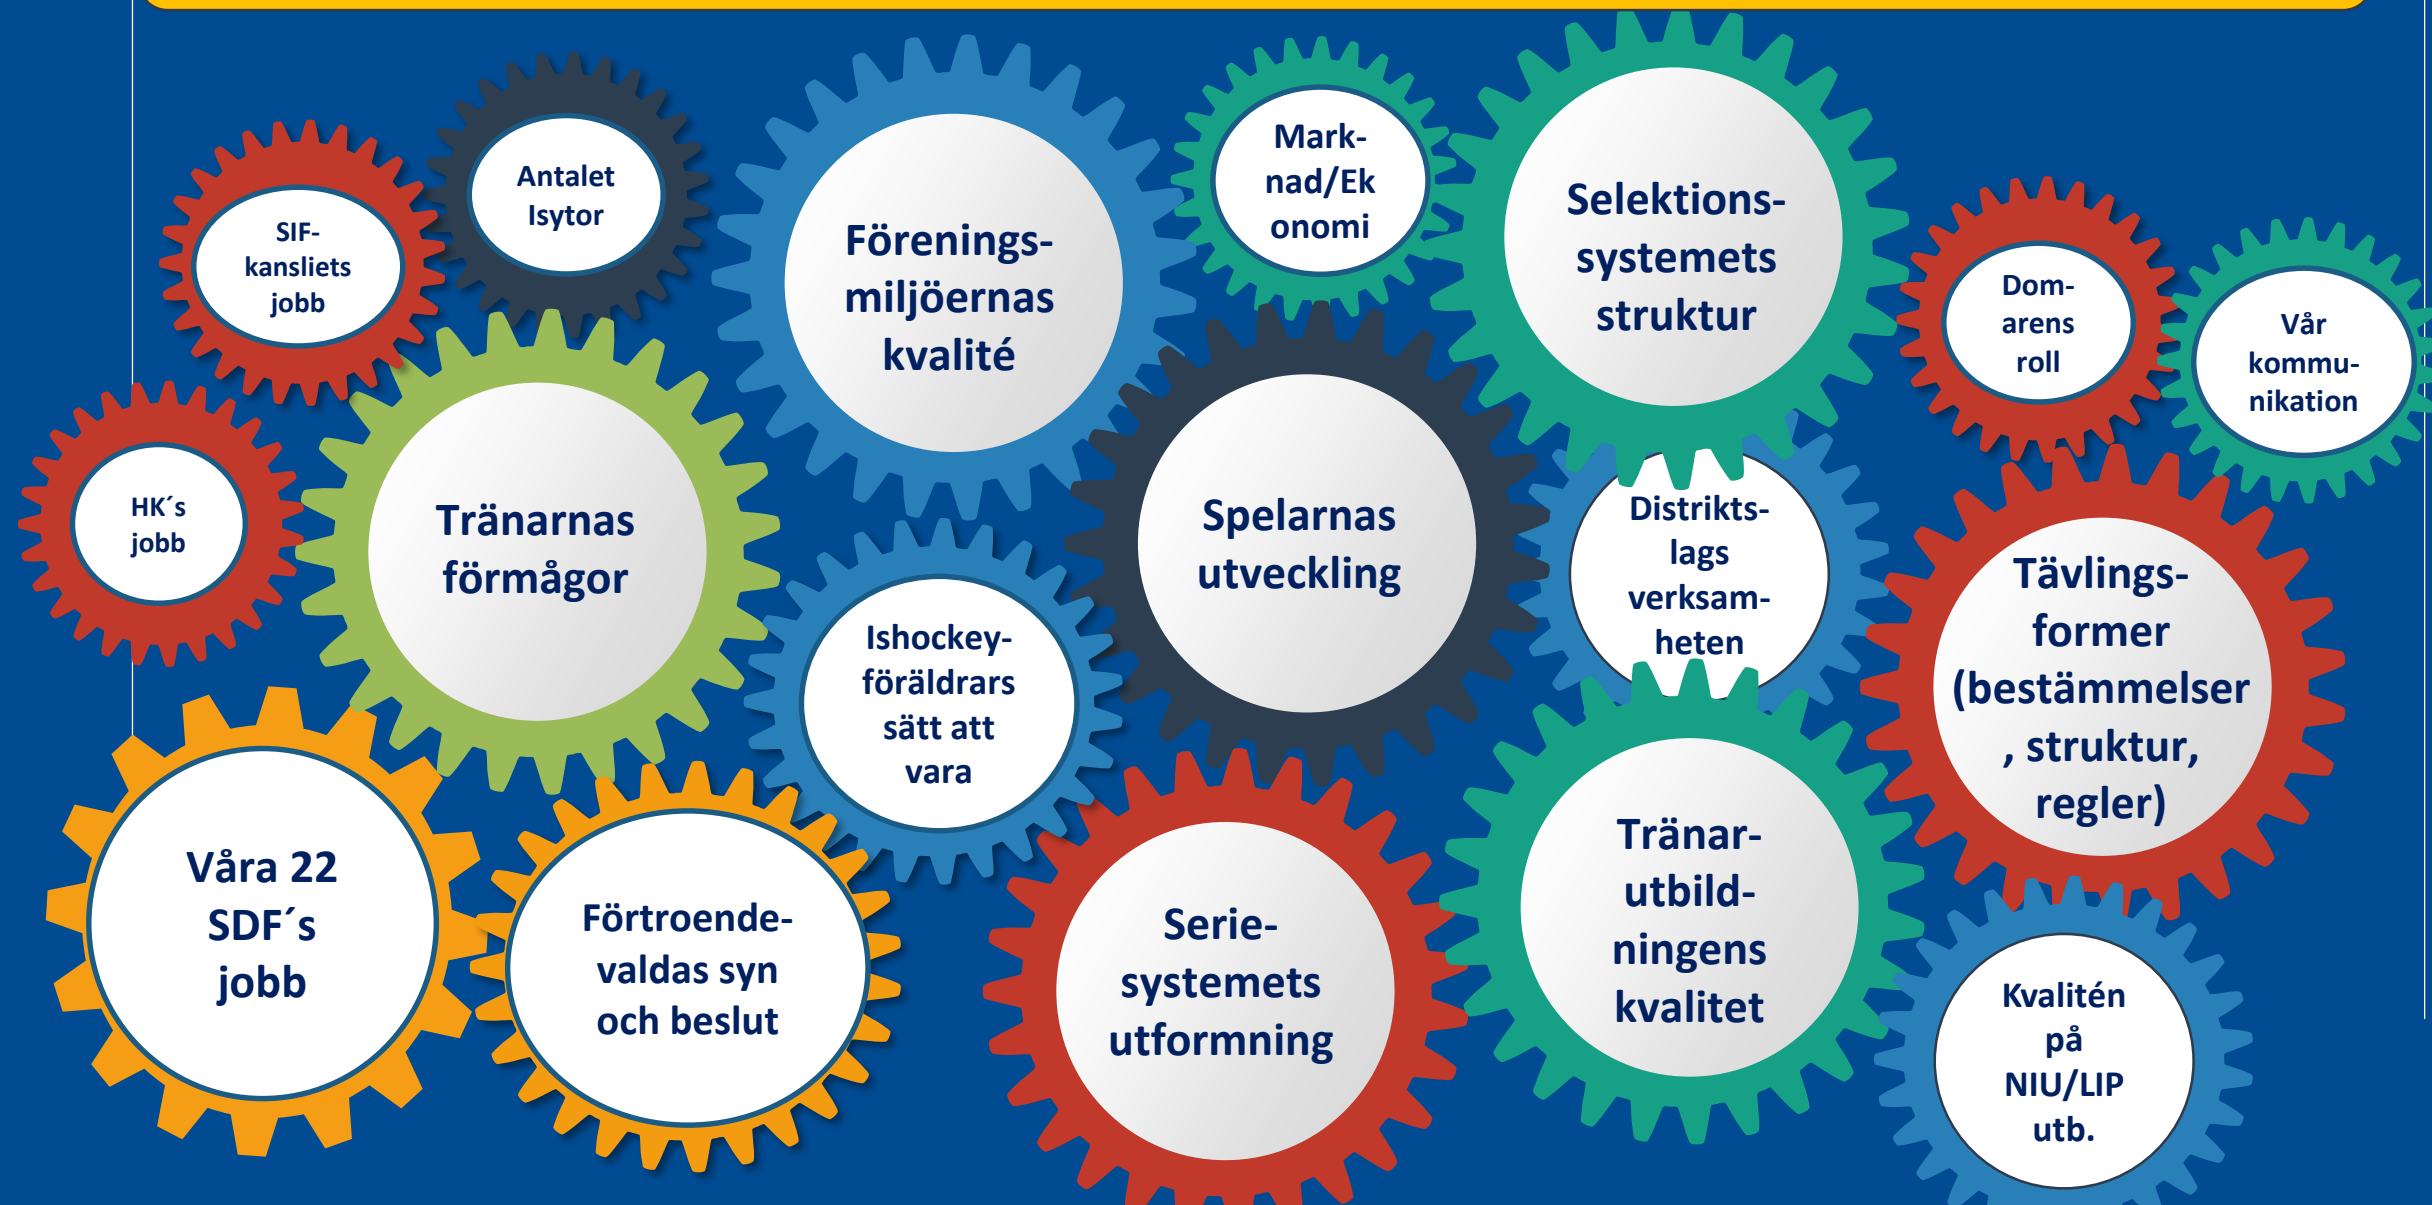 SIF-
kansliets
jobb
Antalet
Isytor
Förenings-
miljöernas
kvalité
Mark-
nad/Ek
onomi
Selektions-
systemets
struktur
Dom-
arens
roll
Vår
kommu-
nikation
HK´s
jobb
Tränarnas
förmågor
Spelarnas
utveckling
Distrikts-
lags
verksam-
heten
Tävlings-
former
(bestämmelser
, struktur,
regler)
Ishockey-
föräldrars
sätt att
vara
Våra 22
SDF´s
jobb
Förtroende-
valdas syn
och beslut
Serie-
systemets
utformning
Tränar-
utbild-
ningens
kvalitet
Kvalitén
på
NIU/LIP
utb.